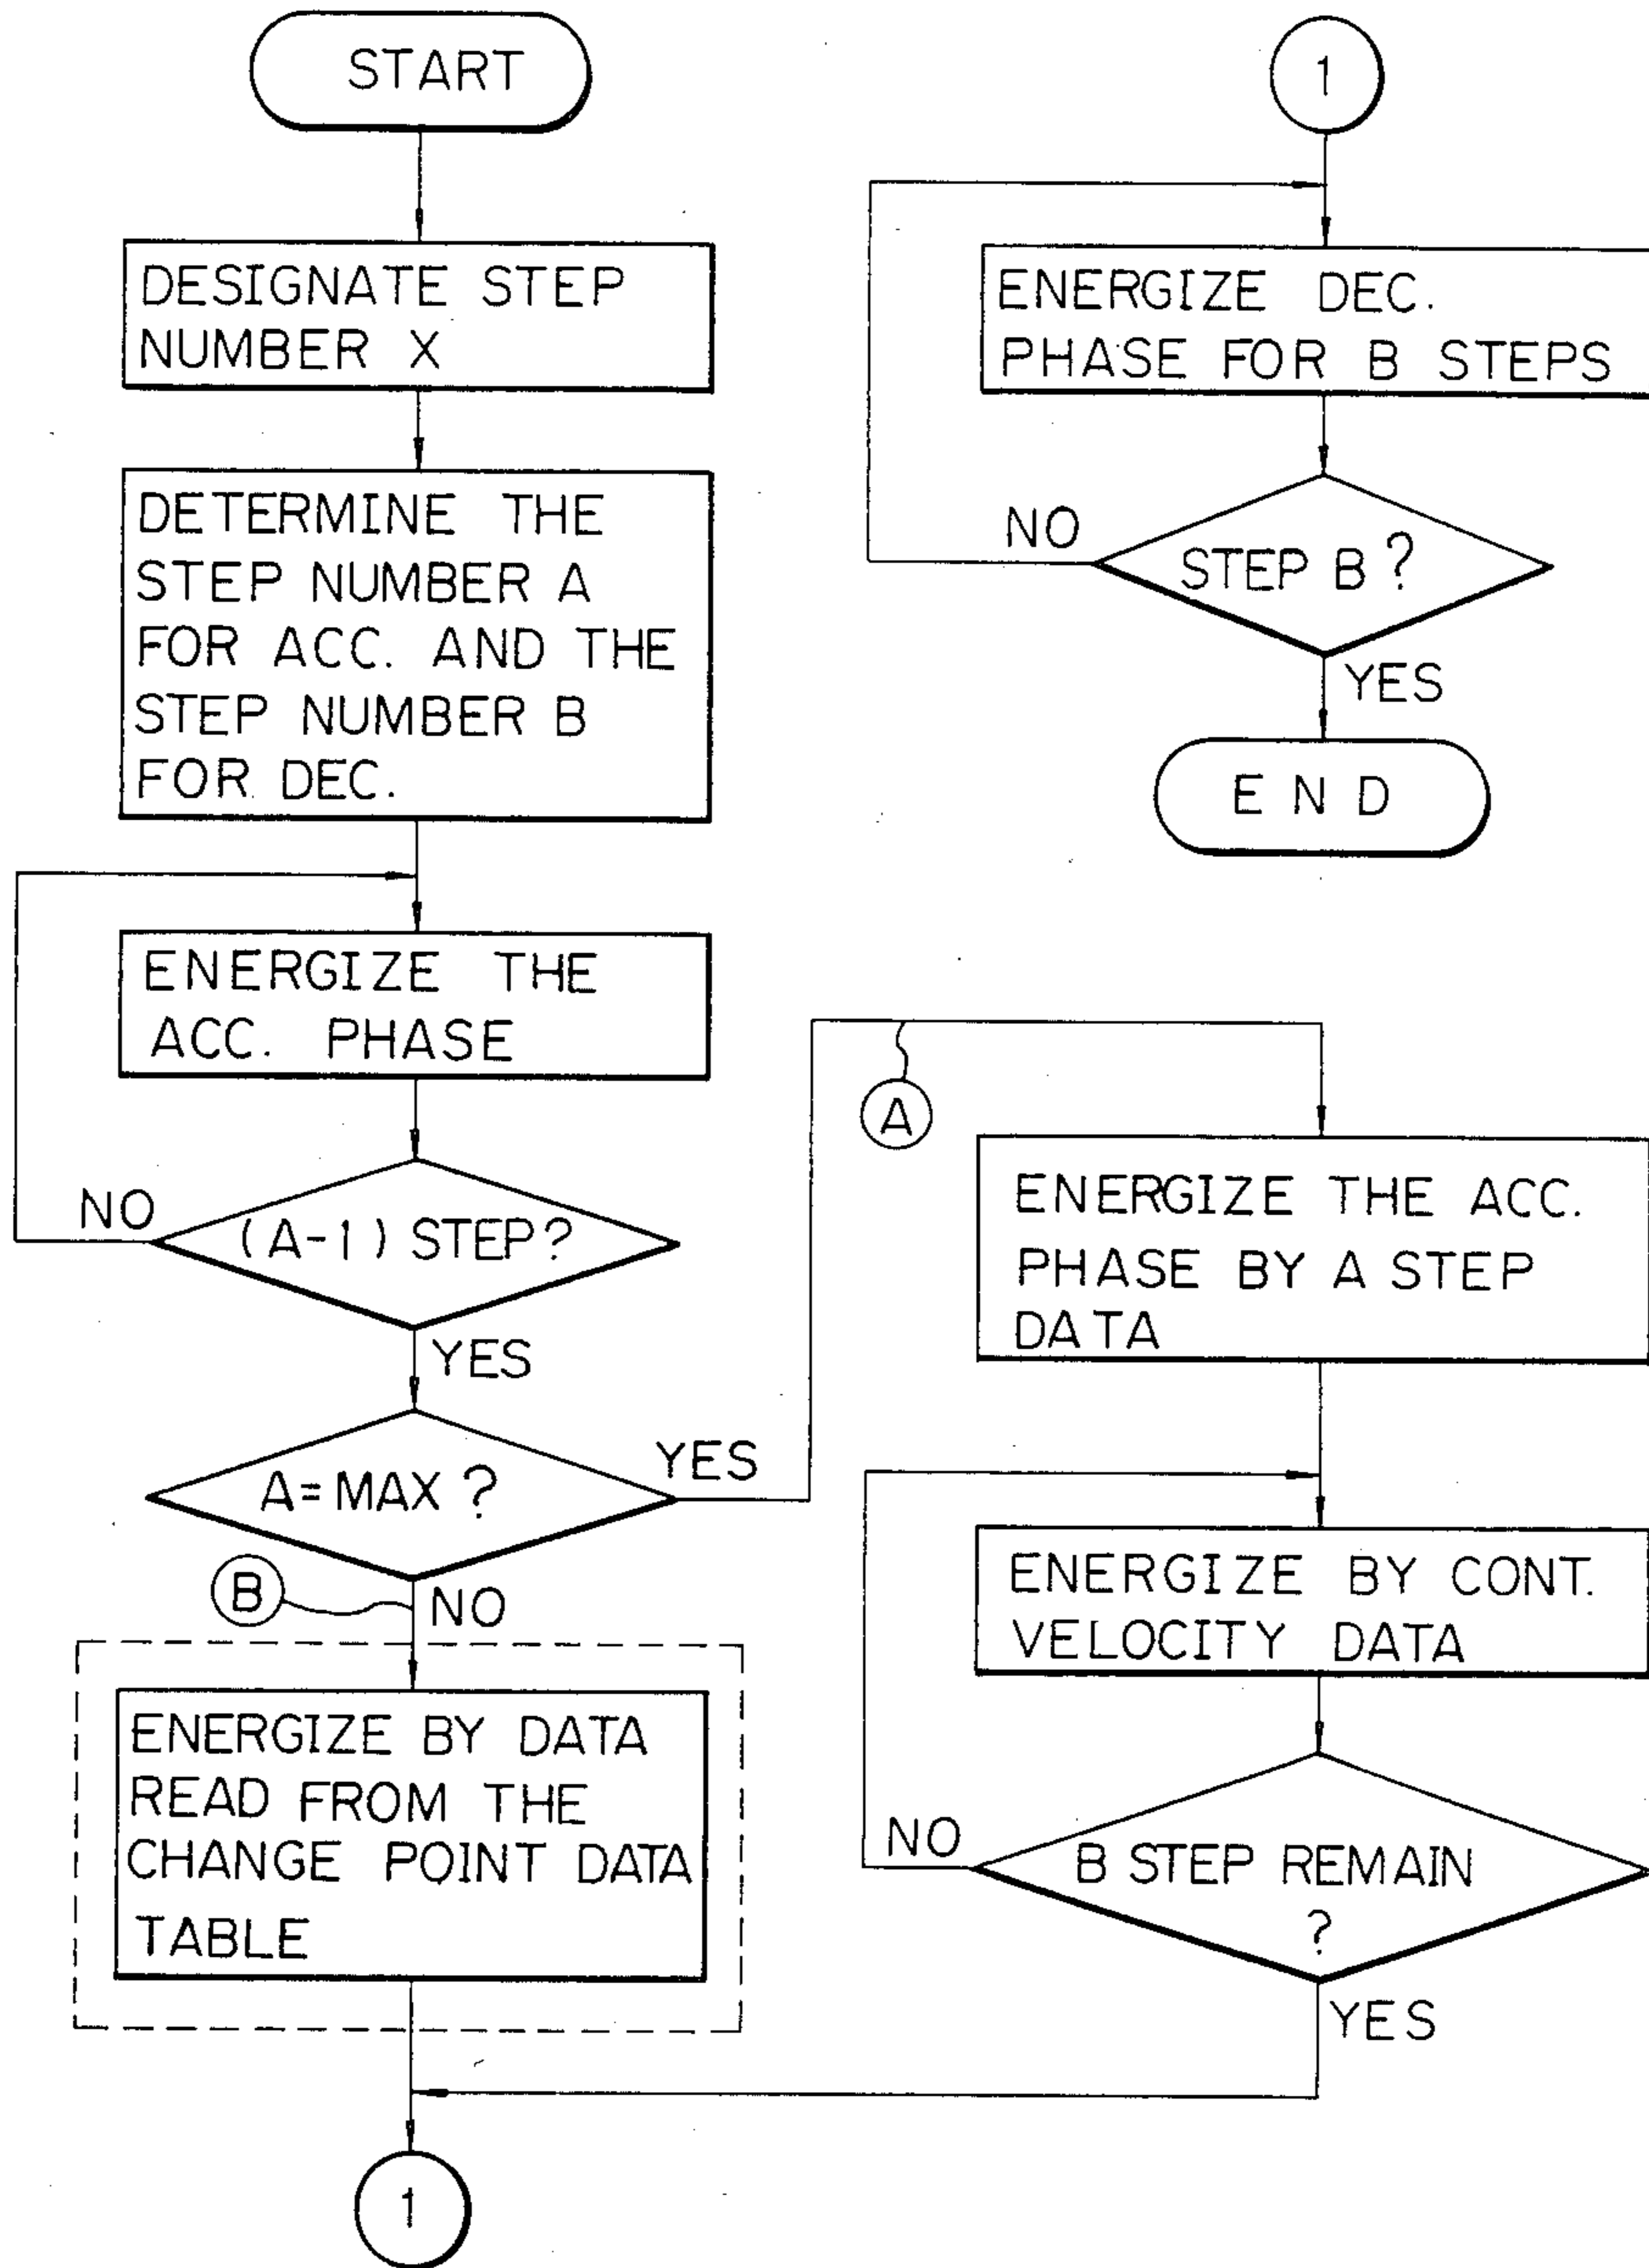 START
DESIGNATE STEP
NUMBER X
DETERMINE THE
STEP NUMBER A
FOR ACC. AND THE
STEP NUMBER B
FOR DEC.
ENERGIZE THE
ACC. PHASE
NO
(A-1) STEP?
YES
A=MAX?
YES
B
NO
ENERGIZE BY DATA
READ FROM THE
CHANGE POINT DATA
TABLE
1
A
ENERGIZE THE ACC.
PHASE BY A STEP
DATA
ENERGIZE BY CONT.
VELOCITY DATA
NO
B STEP REMAIN
?
YES
1
ENERGIZE DEC.
PHASE FOR B STEPS
NO
STEP B?
YES
END